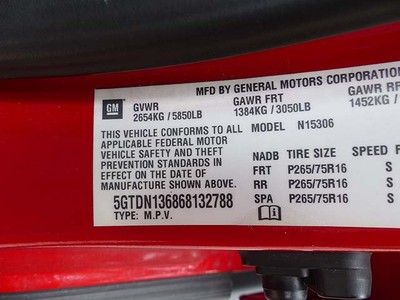 MFD BY GENERAL MOTORS CORPORATION
GM GVWR GAWR FRT GAWR RR
2654KG / 5850LB 1384KG / 3050LB 1452KG
THIS VEHICLE CONFORMS TO ALL MODEL N15306
APPLICABLE FEDERAL MOTOR
VEHICLE SAFETY AND THEFT NADB TIRE SIZE SPEED
PREVENTION STANDARDS IN FRT P265/75R16 S
EFFECT ON THE DATE OF RR P265/75R16 S
MANUFACTURE SHOWN ABOVE. SPA P265/75R16 S
5GTDN136868132788
TYPE: M.P.V.